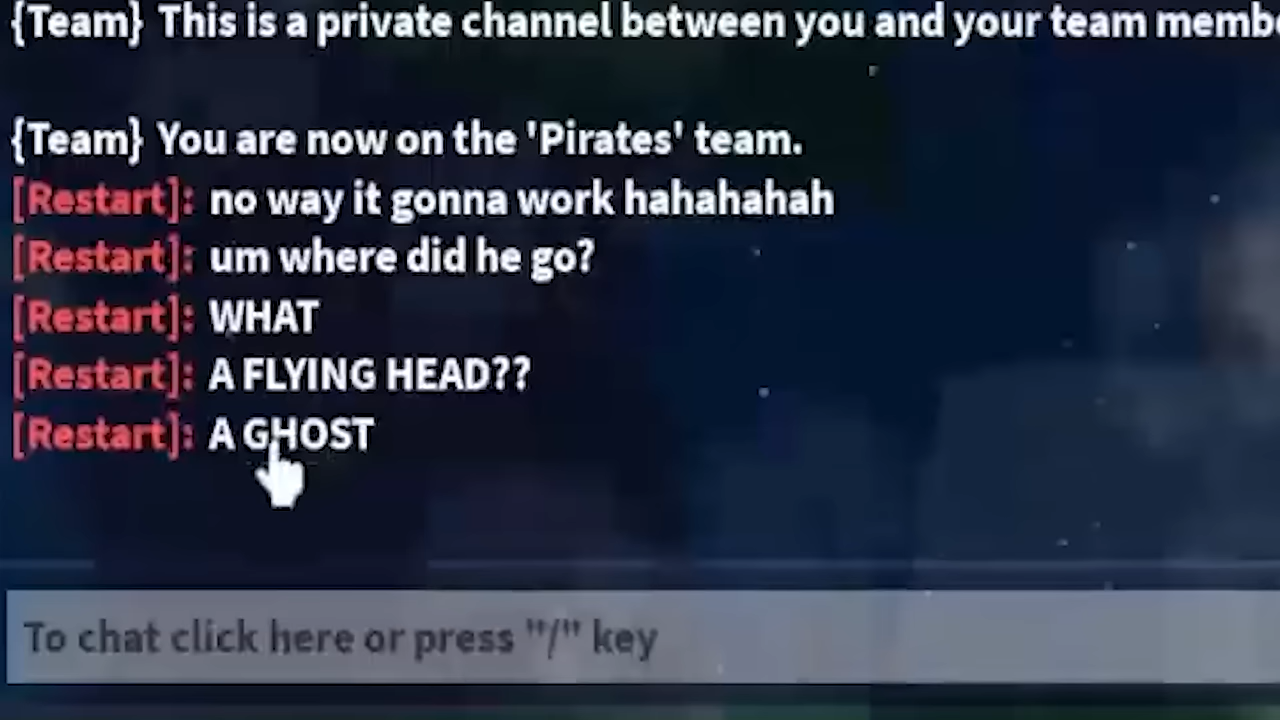 {Team} This is a private channel between you and your team
{Team} You are now on the 'Pirates' team.
[Restart]: no way it gonna work hahahahah
[Restart]: um where did he go?
[Restart]: WHAT
[Restart]: A FLYING HEAD??
[Restart]: A GHOST
To chat click here or press "/" key